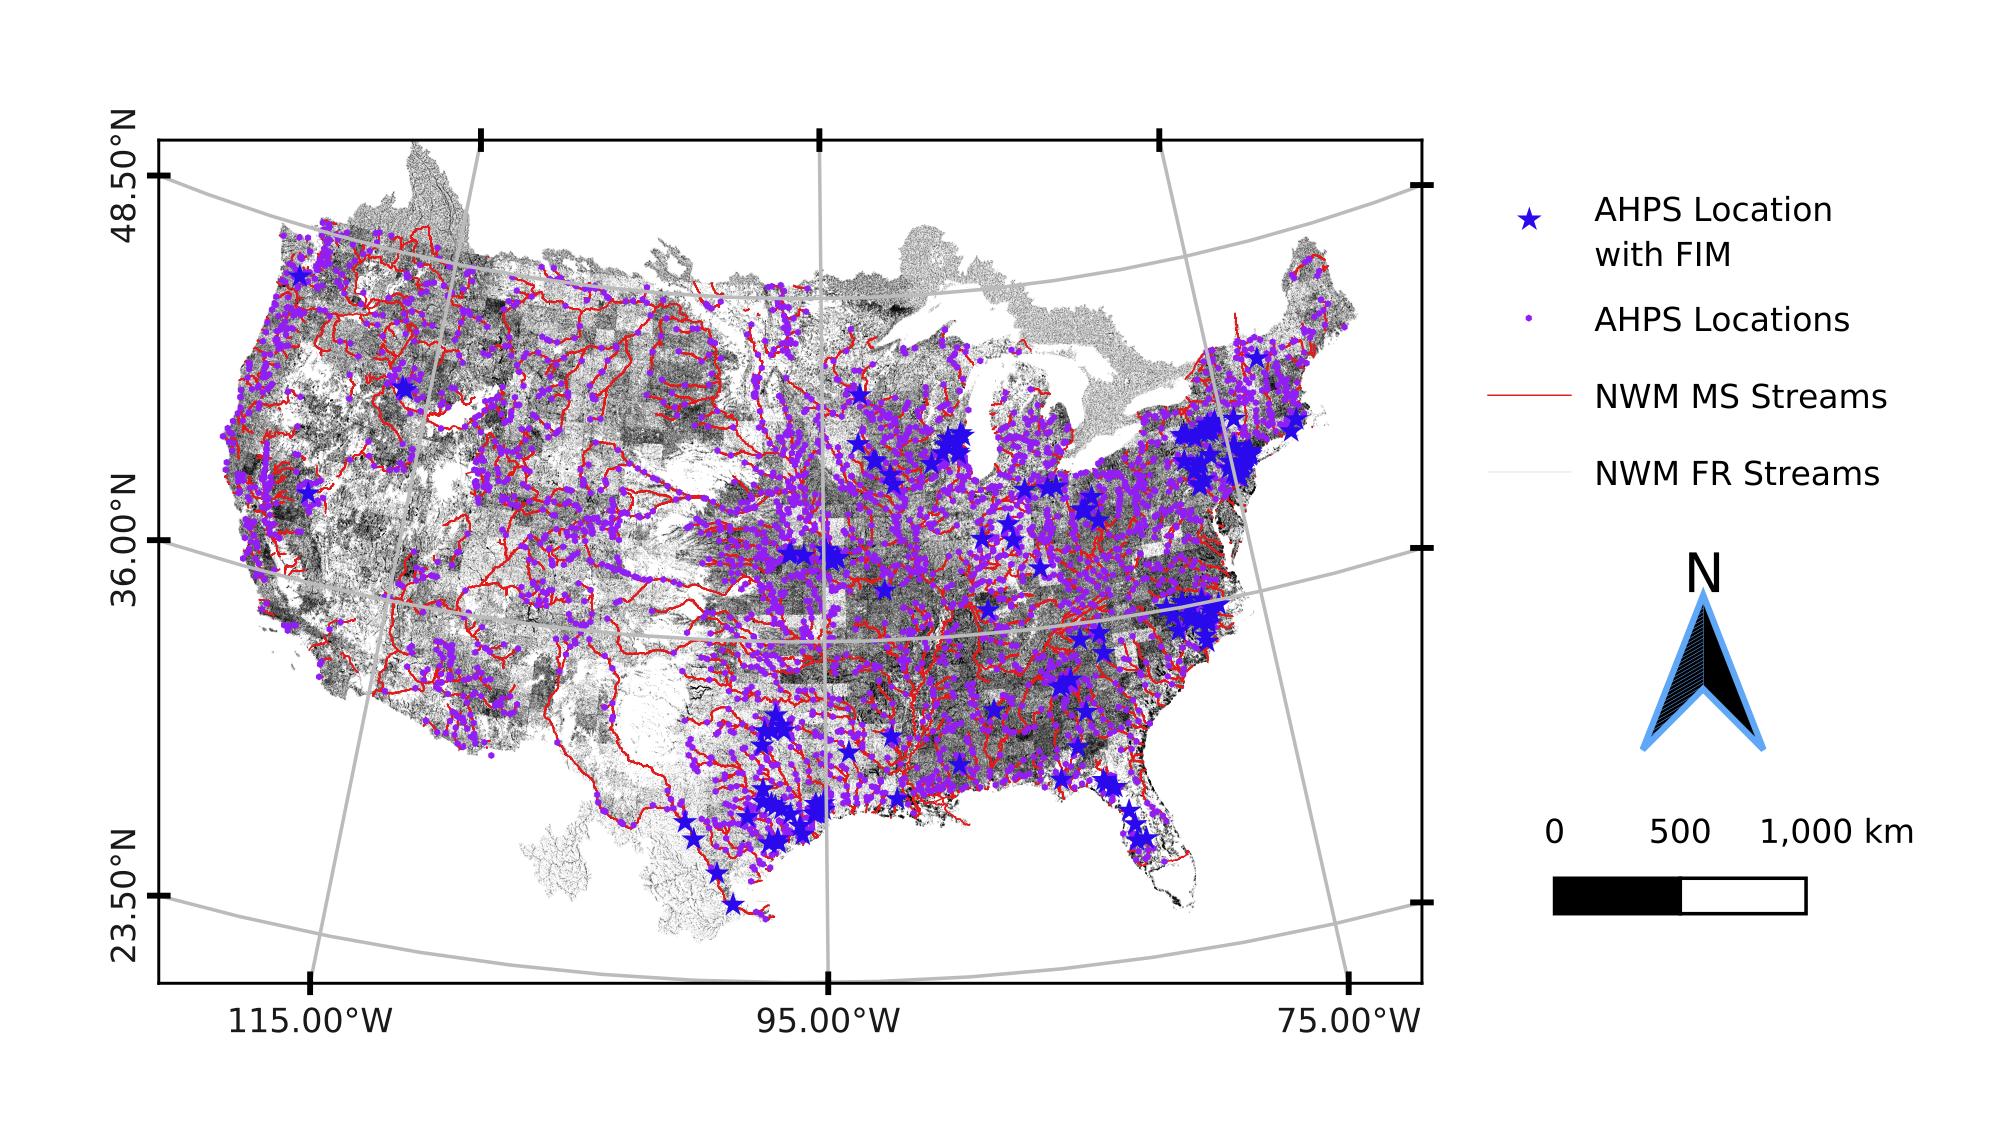 48.50°N
36.00°N
23.50°N
115.00°W
95.00°W
75.00°W
AHPS Location
with FIM
AHPS Locations
NWM MS Streams
NWM FR Streams
N
0 500 1,000 km